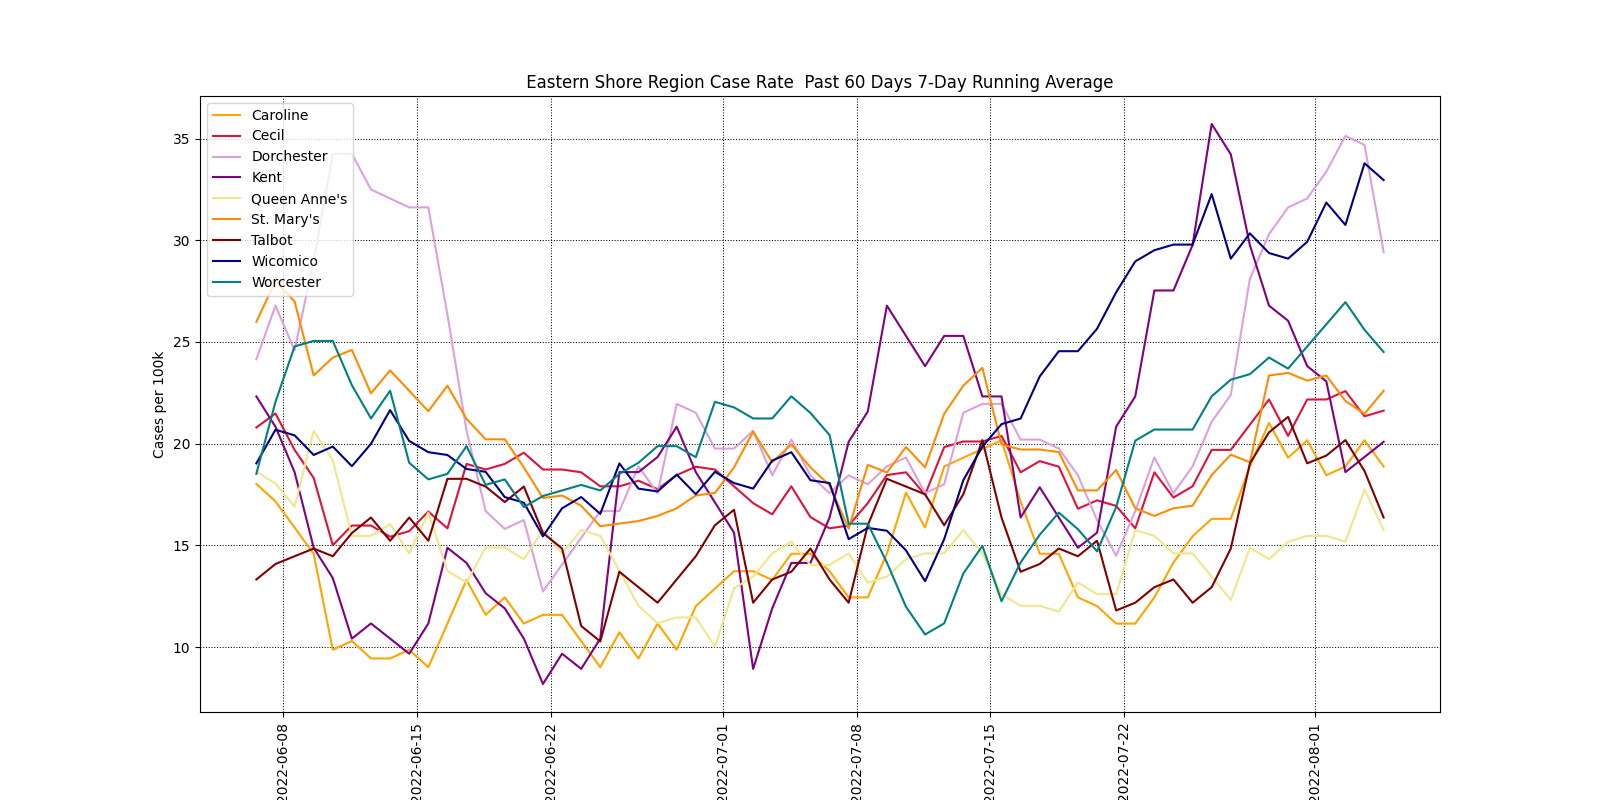 Eastern Shore Region Case Rate  Past 60 Days 7-Day Running Average
Caroline
Cecil
Dorchester
Kent
Queen Anne's
St. Mary's
Talbot
Wicomico
Worcester
Cases per 100k
35
30
25
20
15
10
2022-06-08
2022-06-15
2022-06-22
2022-07-01
2022-07-08
2022-07-15
2022-07-22
2022-08-01